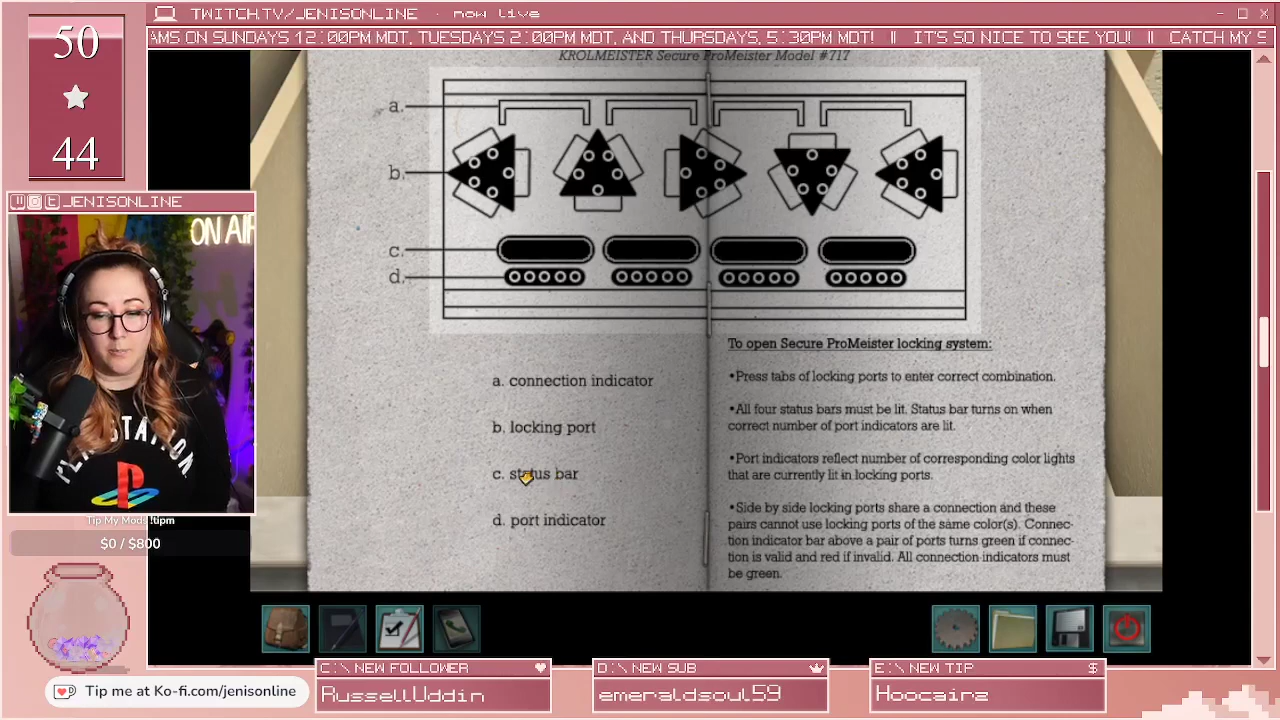 50
44
TWITCH.TV/JENISONLINE · now live
AMS ON SUNDAYS 12:00PM MDT, TUESDAYS 2:00PM MDT, AND THURSDAYS, 5:30PM MDT! || IT'S SO NICE TO SEE YOU! || CATCH MY S
JENISONLINE
ON AIR
PLAYSTATION
Tip My Mods !tipm
$0 / $800
Tip me at Ko-fi.com/jenisonline
KROLMEISTER Secure ProMeister Model #717
a.
b.
c.
d.
a. connection indicator
b. locking port
c. status bar
d. port indicator
To open Secure ProMeister locking system:
•Press tabs of locking ports to enter correct combination.
•All four status bars must be lit. Status bar turns on when
correct number of port indicators are lit.
•Port indicators reflect number of corresponding color lights
that are currently lit in locking ports.
•Side by side locking ports share a connection and these
pairs cannot use locking ports of the same color(s). Connec-
tion indicator bar above a pair of ports turns green if connec-
tion is valid and red if invalid. All connection indicators must
be green.
C:\ NEW FOLLOWER
RussellUddin
D:\ NEW SUB
emeraldsoul59
E:\ NEW TIP $
Hoocairz